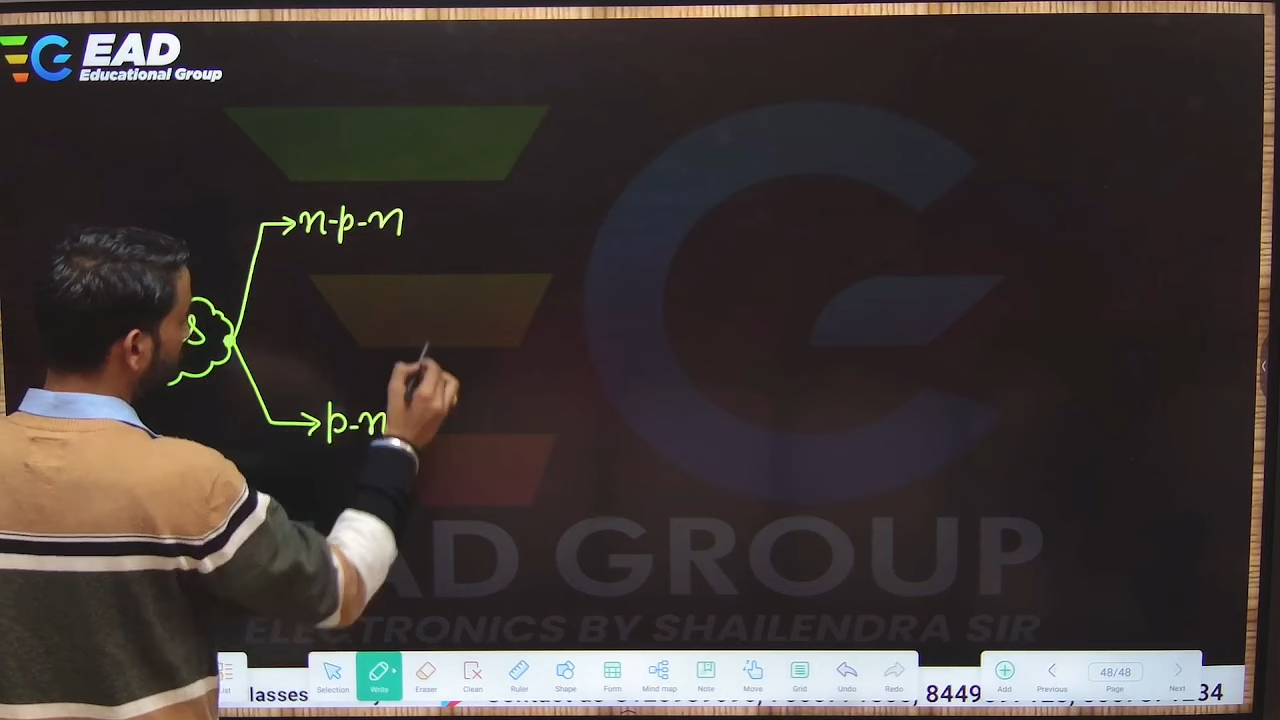 EAD
Educational Group
n-p-n
p-n
GROUP
ELECTRONICS BY SHAILENDRA SIR
Selection
Write
Eraser
Clean
Ruler
Shape
Form
Mind map
Note
Move
Grid
Undo
Redo
Add
Previous
48/48
Page
Next
lasses
8449
34